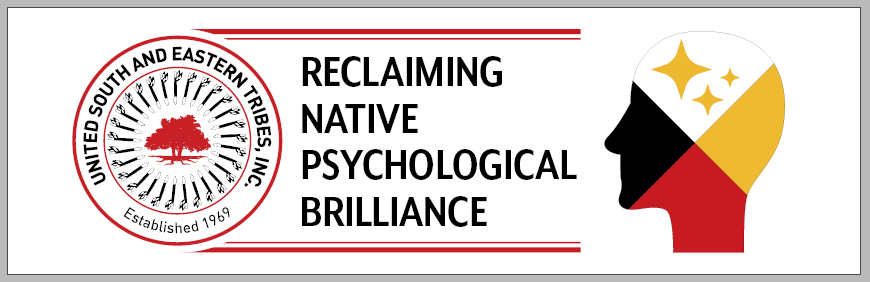 UNITED SOUTH AND EASTERN TRIBES, INC.
Established 1969
RECLAIMING
NATIVE
PSYCHOLOGICAL
BRILLIANCE